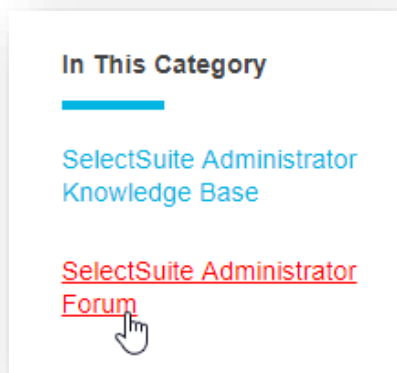 In This Category
SelectSuite Administrator
Knowledge Base
SelectSuite Administrator
Forum